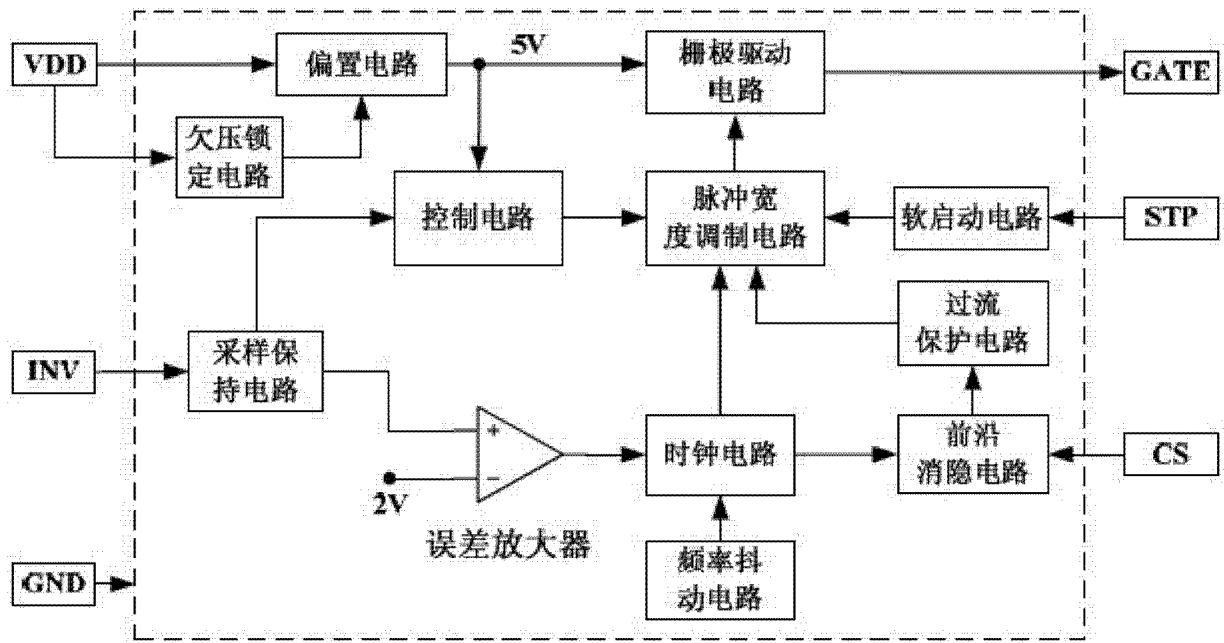 VDD
偏置电路
5V
栅极驱动
电路
GATE
欠压锁
定电路
控制电路
脉冲宽
度调制电路
软启动电路
STP
过流
保护电路
INV
采样保
持电路
+
时钟电路
前沿
消隐电路
CS
−
2V
误差放大器
频率抖
动电路
GND